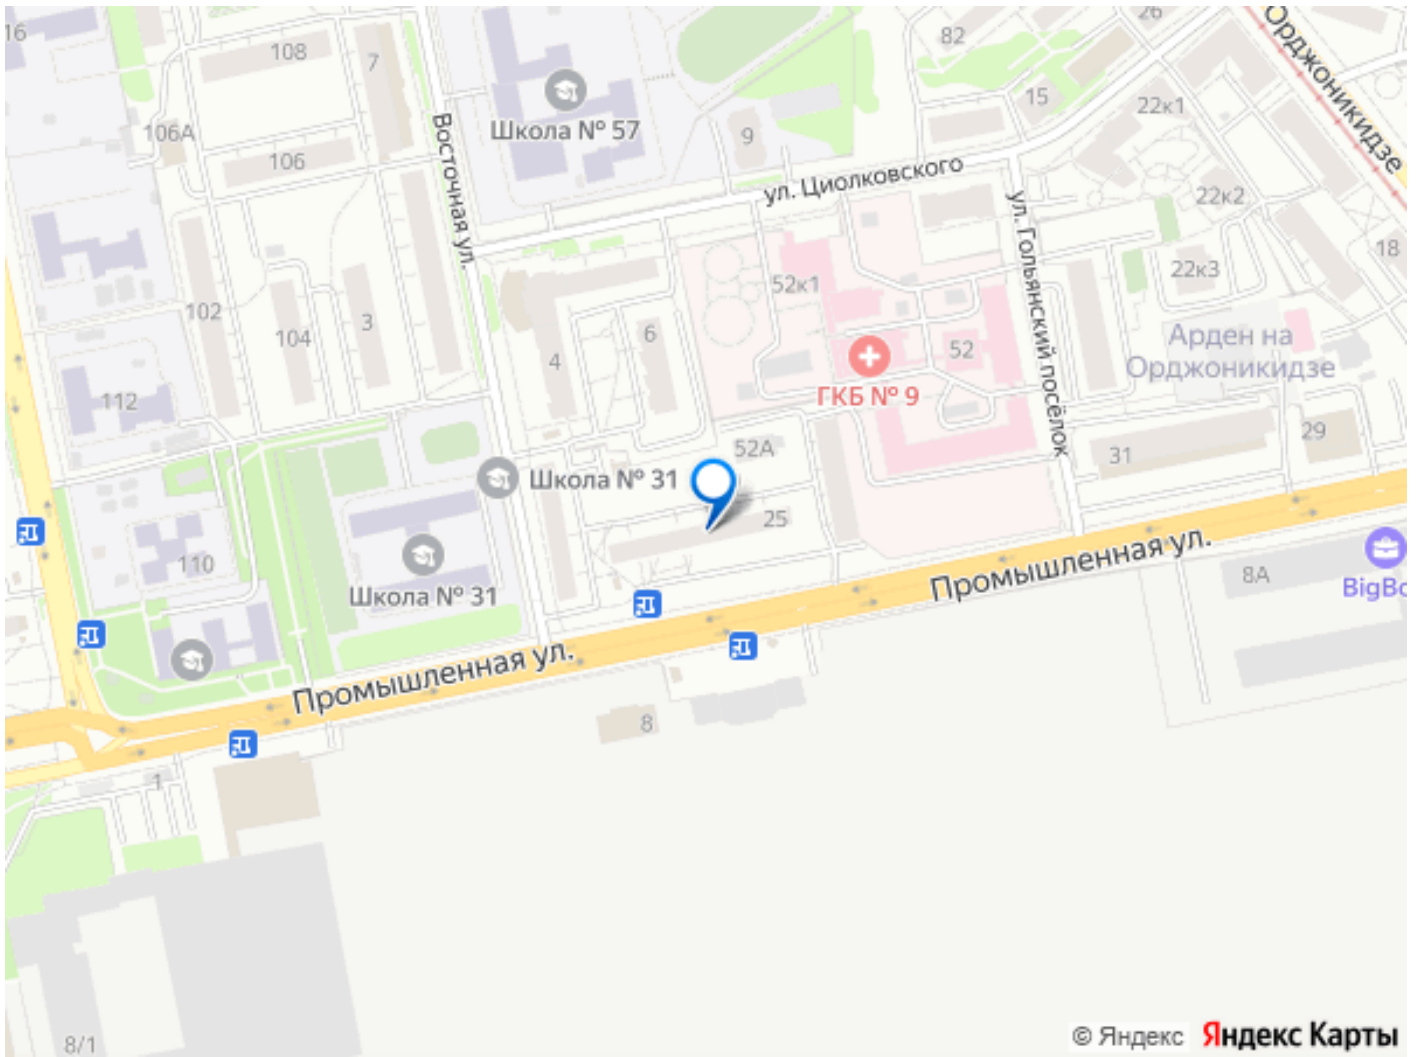 16
108
7
82
26
Орджоникидзе
106А
Школа № 57
9
15
22к1
106
Восточная ул.
ул. Циолковского
22к2
ул. Гольянский посёлок
18
102
104
3
52к1
22к3
4
6
52
Арден на
Орджоникидзе
112
ГКБ № 9
52А
31
29
Школа № 31
25
110
Школа № 31
Промышленная ул.
8А
BigBo
Промышленная ул.
8
1
8/1
© Яндекс Яндекс Карты